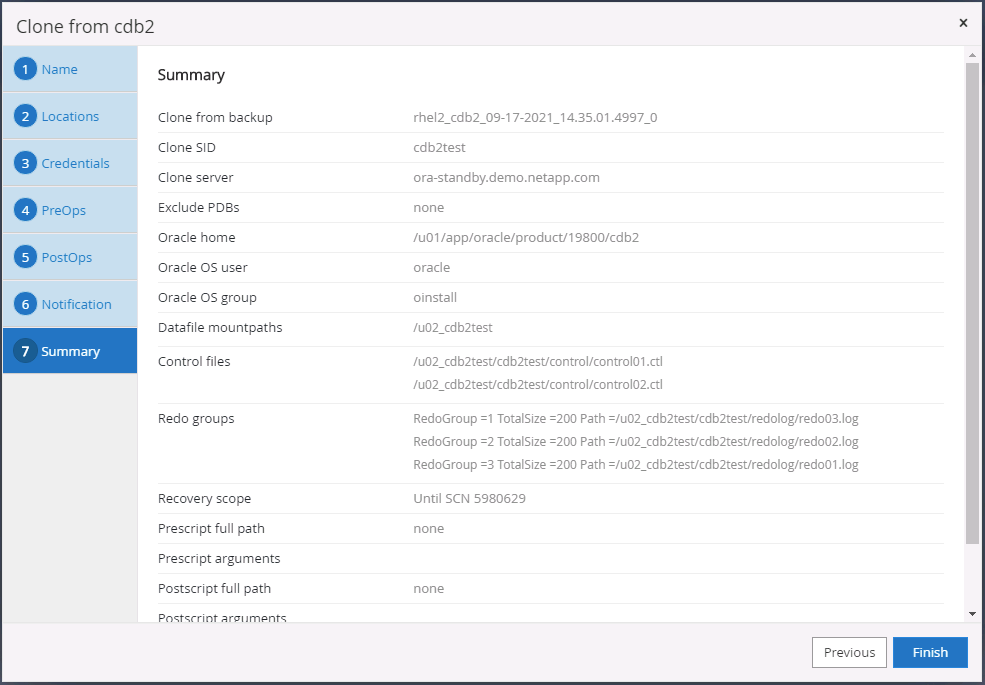 Clone from cdb2
×
1 Name
2 Locations
3 Credentials
4 PreOps
5 PostOps
6 Notification
7 Summary
Summary
Clone from backup rhel2_cdb2_09-17-2021_14.35.01.4997_0
Clone SID cdb2test
Clone server ora-standby.demo.netapp.com
Exclude PDBs none
Oracle home /u01/app/oracle/product/19800/cdb2
Oracle OS user oracle
Oracle OS group oinstall
Datafile mountpaths /u02_cdb2test
Control files /u02_cdb2test/cdb2test/control/control01.ctl
/u02_cdb2test/cdb2test/control/control02.ctl
Redo groups RedoGroup =1 TotalSize =200 Path =/u02_cdb2test/cdb2test/redolog/redo03.log
RedoGroup =2 TotalSize =200 Path =/u02_cdb2test/cdb2test/redolog/redo02.log
RedoGroup =3 TotalSize =200 Path =/u02_cdb2test/cdb2test/redolog/redo01.log
Recovery scope Until SCN 5980629
Prescript full path none
Prescript arguments
Postscript full path none
Postscript arguments
Previous Finish